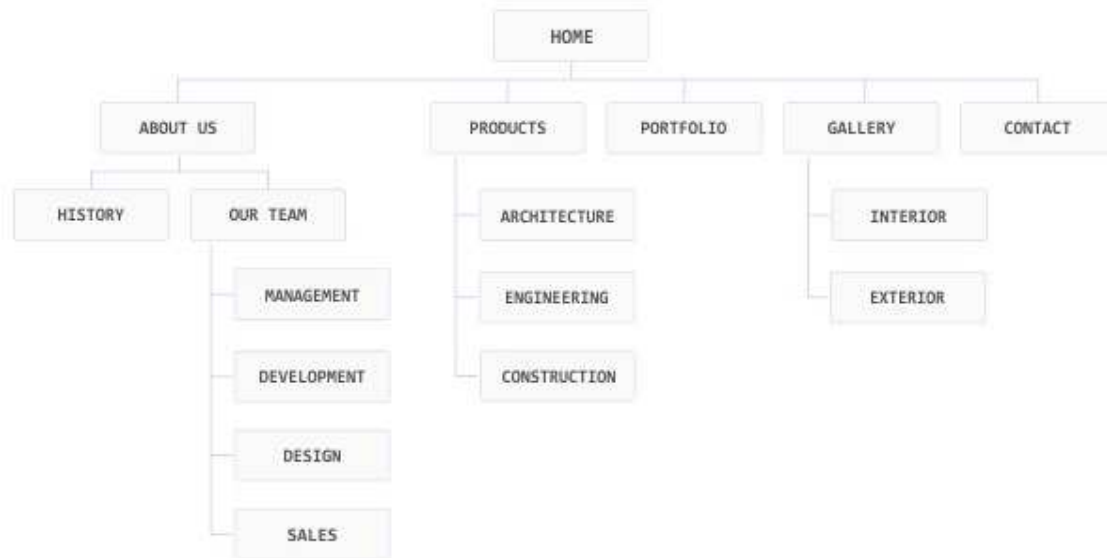 HOME
ABOUT US
PRODUCTS
PORTFOLIO
GALLERY
CONTACT
HISTORY
OUR TEAM
ARCHITECTURE
INTERIOR
MANAGEMENT
ENGINEERING
EXTERIOR
DEVELOPMENT
CONSTRUCTION
DESIGN
SALES